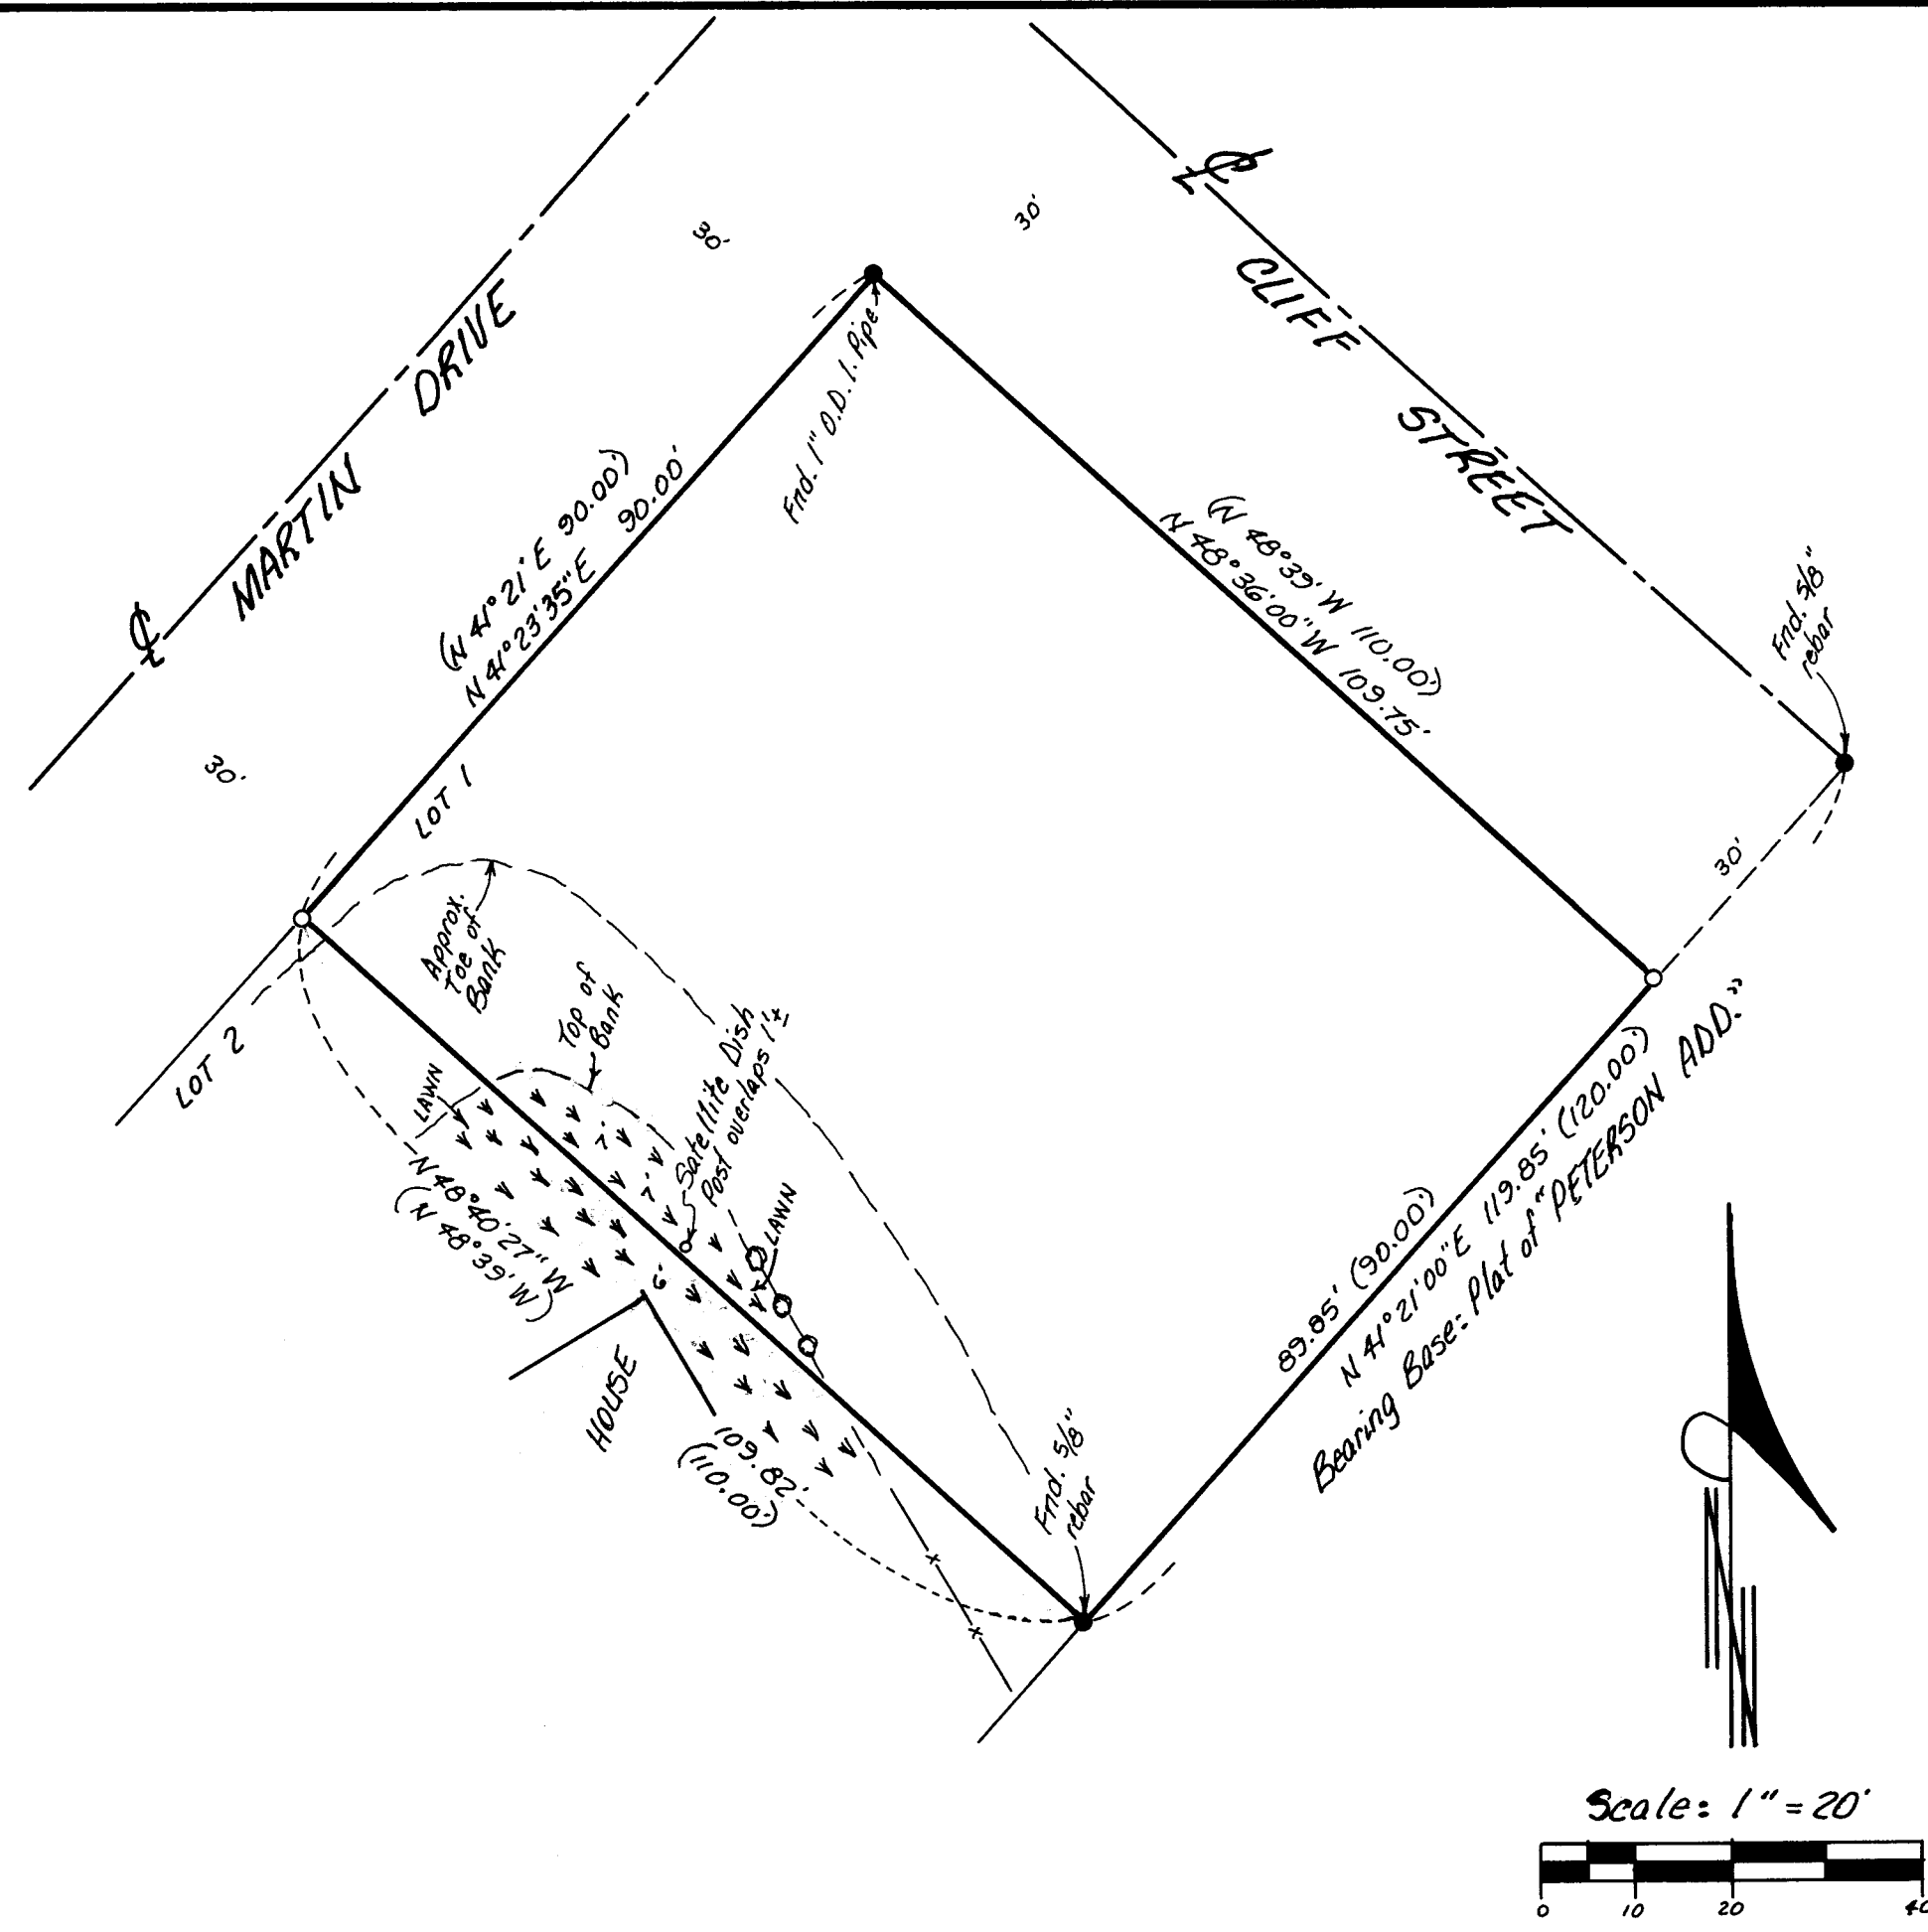 ℄
CLIFF STREET
30'
30'
MARTIN DRIVE
℄
30'
Fnd. 1" O.D. I. Pipe
(N 41° 21' E 90.00')
N 41° 23' 35" E 90.00'
(N 48° 39' W 110.00')
N 48° 36' 00" W 109.75'
Fnd. 5/8"
rebar
30'
LOT 1
LOT 2
Approx.
Toe of
Bank
Top of
Bank
Satellite Dish
Post overlaps 1'±
LAWN
7'
7'
LAWN
6'
N 48° 40' 27" W
(N 48° 39' W)
HOUSE
109.82'
(110.00')
Fnd. 5/8"
rebar
89.85' (90.00')
N 41° 21' 00" E 119.85' (120.00')
Bearing Base: Plat of "PETERSON ADD."
N
Scale: 1" = 20'
0 10 20 40